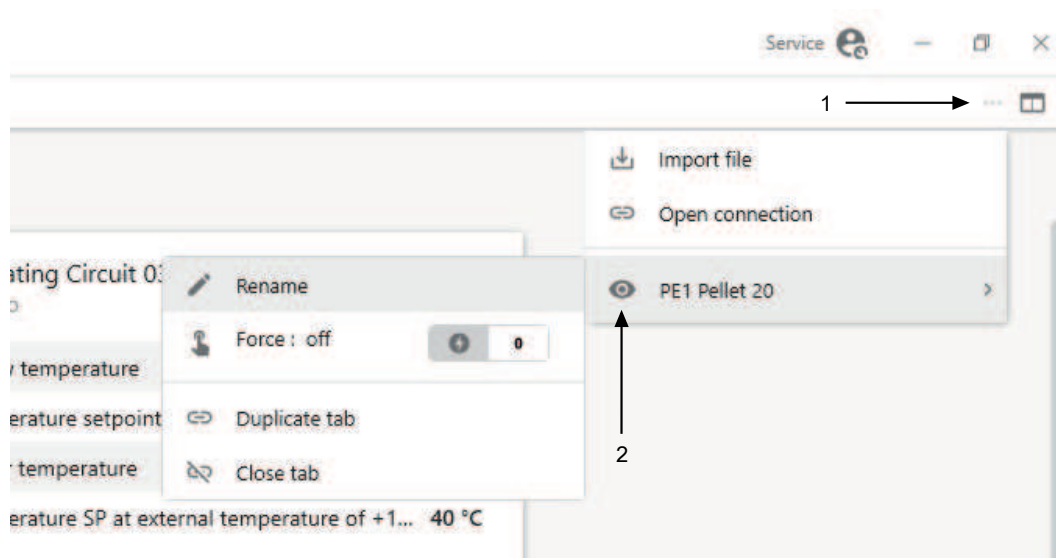 Service
1
Import file
Open connection
ating Circuit 03
Rename
PE1 Pellet 20
Force : off
0
temperature
erature setpoint
Duplicate tab
2
temperature
Close tab
erature SP at external temperature of +1... 40 °C